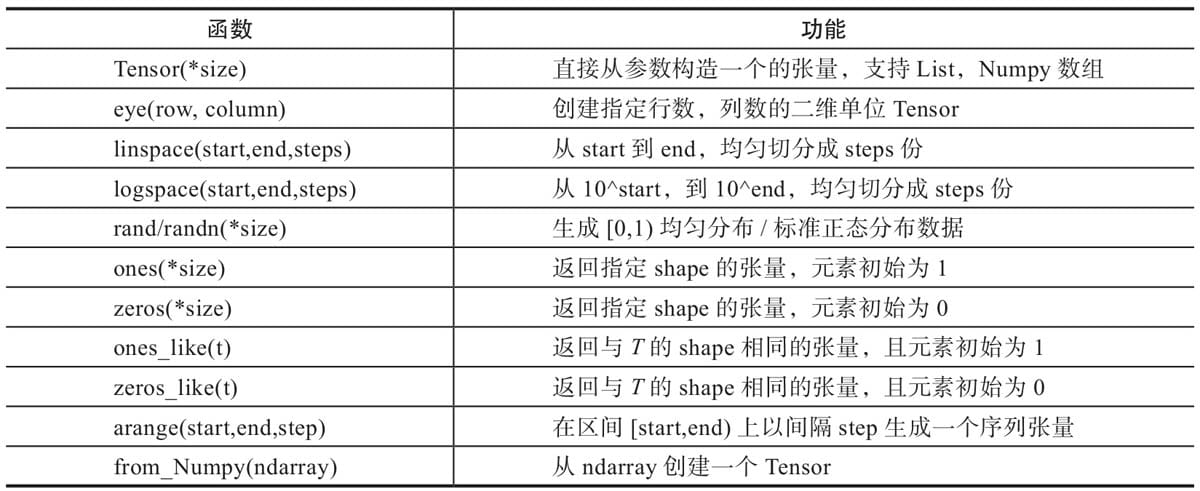 函数 功能
Tensor(*size) 直接从参数构造一个的张量，支持 List，Numpy 数组
eye(row, column) 创建指定行数，列数的二维单位 Tensor
linspace(start,end,steps) 从 start 到 end，均匀切分成 steps 份
logspace(start,end,steps) 从 10^start，到 10^end，均匀切分成 steps 份
rand/randn(*size) 生成 [0,1) 均匀分布 / 标准正态分布数据
ones(*size) 返回指定 shape 的张量，元素初始为 1
zeros(*size) 返回指定 shape 的张量，元素初始为 0
ones_like(t) 返回与 T 的 shape 相同的张量，且元素初始为 1
zeros_like(t) 返回与 T 的 shape 相同的张量，且元素初始为 0
arange(start,end,step) 在区间 [start,end) 上以间隔 step 生成一个序列张量
from_Numpy(ndarray) 从 ndarray 创建一个 Tensor